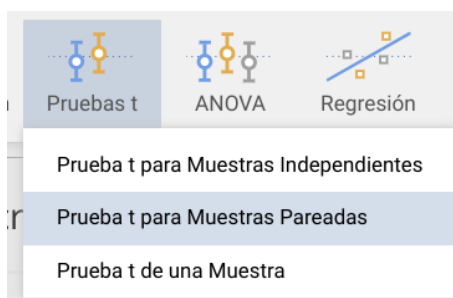 Pruebas t
ANOVA
Regresión
Prueba t para Muestras Independientes
Prueba t para Muestras Pareadas
Prueba t de una Muestra